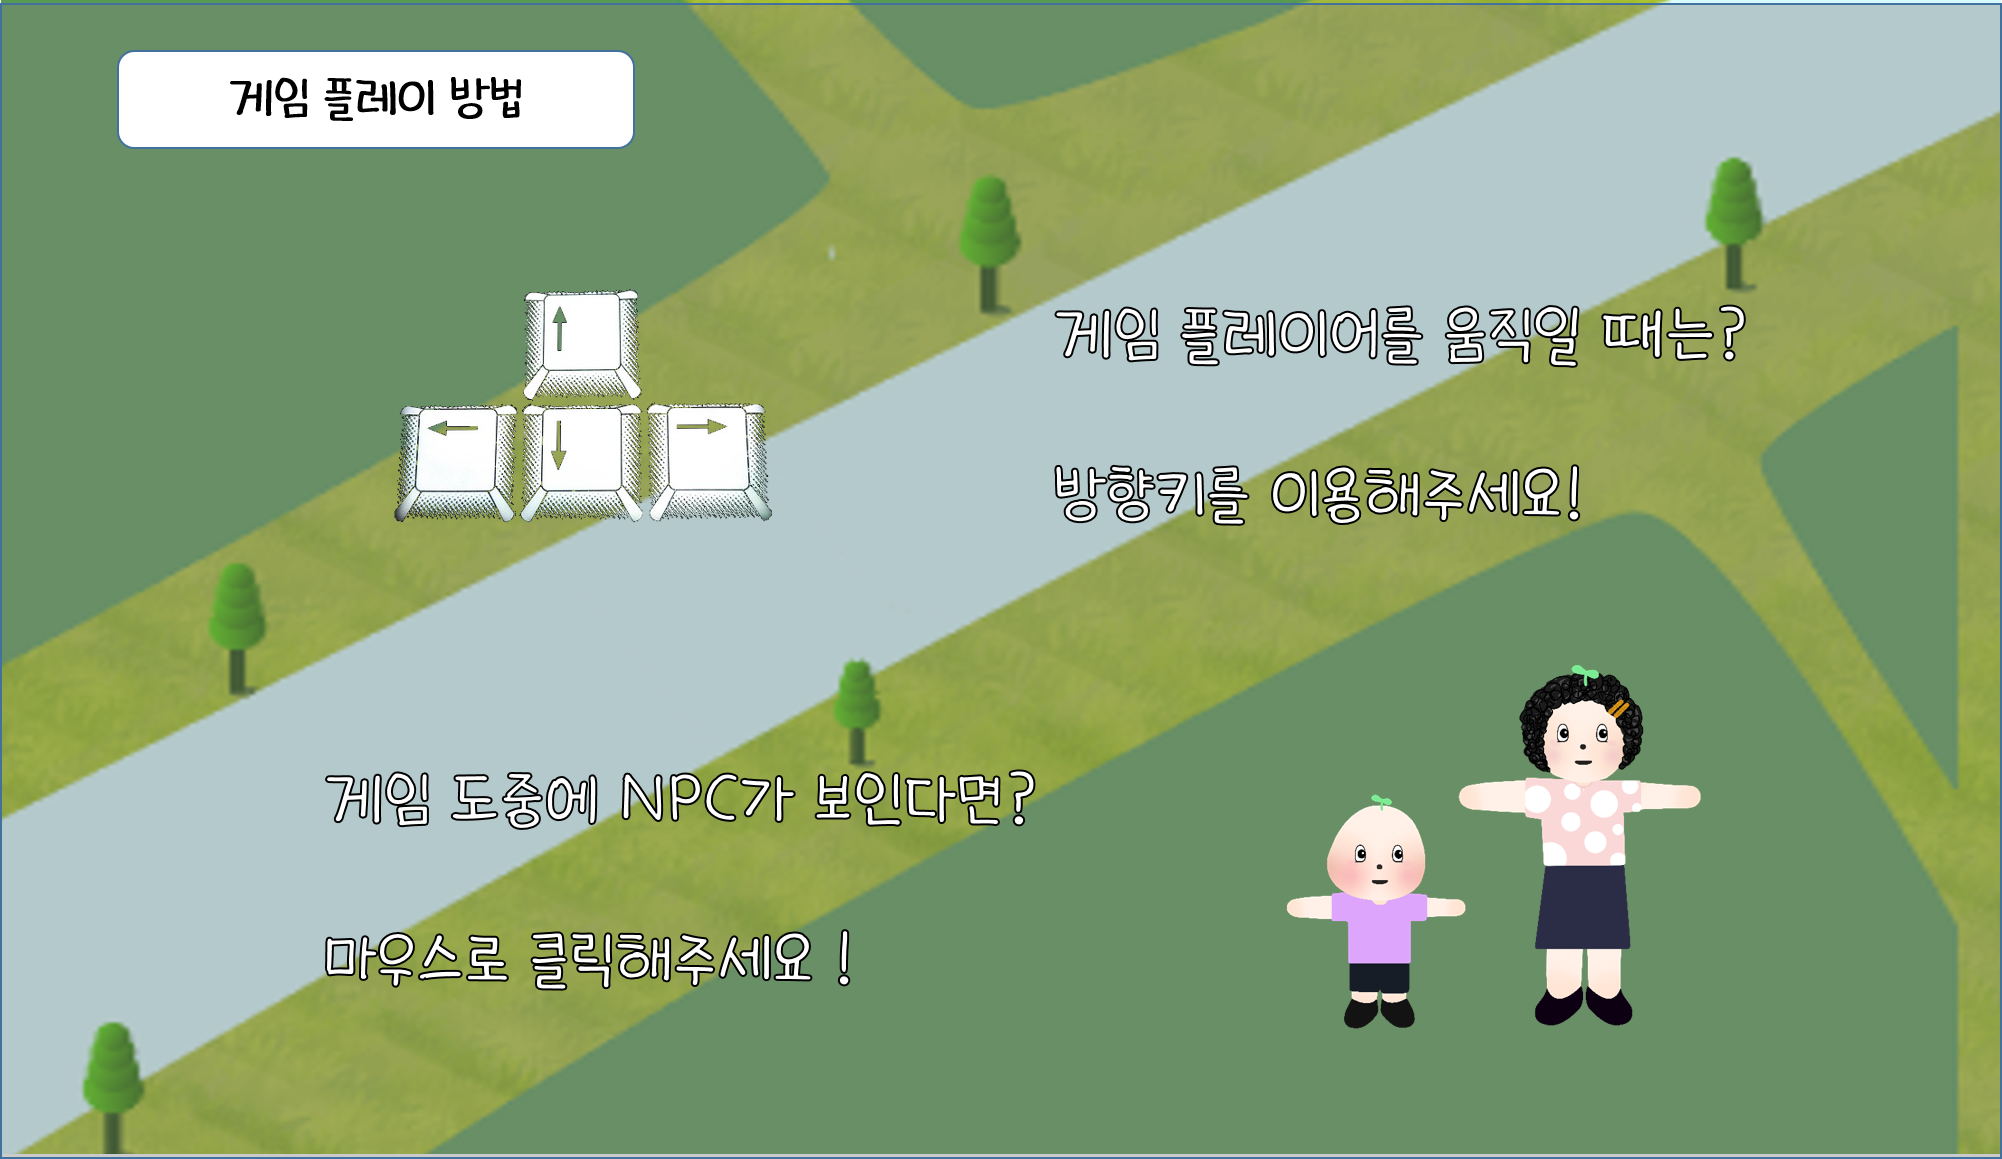 게임 플레이 방법
게임 플레이어를 움직일 때는?
방향키를 이용해주세요!
게임 도중에 NPC가 보인다면?
마우스로 클릭해주세요 !